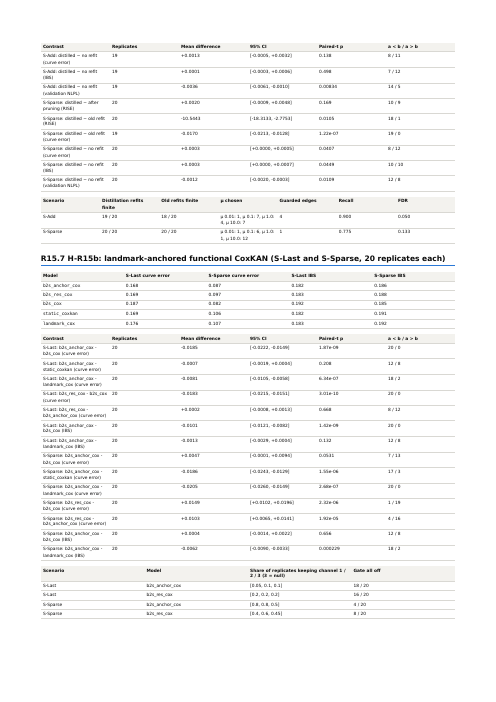 Contrast Replicates Mean difference 95% CI Paired-t p a < b / a > b
S-Add: distilled − no refit (curve error) 19 +0.0013 [-0.0005, +0.0032] 0.138 8 / 11
S-Add: distilled − no refit (IBS) 19 +0.0001 [-0.0003, +0.0006] 0.498 7 / 12
S-Add: distilled − no refit (validation NLPL) 19 -0.0036 [-0.0061, -0.0010] 0.00834 14 / 5
S-Sparse: distilled − after pruning (RISE) 20 +0.0020 [-0.0009, +0.0048] 0.169 10 / 9
S-Sparse: distilled − old refit (RISE) 20 -10.5443 [-18.3133, -2.7753] 0.0105 18 / 1
S-Sparse: distilled − old refit (curve error) 19 -0.0170 [-0.0213, -0.0128] 1.22e-07 19 / 0
S-Sparse: distilled − no refit (curve error) 20 +0.0003 [+0.0000, +0.0005] 0.0407 8 / 12
S-Sparse: distilled − no refit (IBS) 20 +0.0003 [+0.0000, +0.0007] 0.0449 10 / 10
S-Sparse: distilled − no refit (validation NLPL) 20 -0.0012 [-0.0020, -0.0003] 0.0109 12 / 8
Scenario Distillation refits finite Old refits finite μ chosen Guarded edges Recall FDR
S-Add 19 / 20 18 / 20 μ 0.01: 1, μ 0.1: 7, μ 1.0: 4, μ 10.0: 7 4 0.900 0.050
S-Sparse 20 / 20 20 / 20 μ 0.01: 1, μ 0.1: 6, μ 1.0: 1, μ 10.0: 12 1 0.775 0.133
R15.7 H-R15b: landmark-anchored functional CoxKAN (S-Last and S-Sparse, 20 replicates each)
Model S-Last curve error S-Sparse curve error S-Last IBS S-Sparse IBS
b2s_anchor_cox 0.168 0.087 0.182 0.186
b2s_res_cox 0.169 0.097 0.183 0.188
b2s_cox 0.187 0.082 0.192 0.185
static_coxkan 0.169 0.106 0.182 0.191
landmark_cox 0.176 0.107 0.183 0.192
Contrast Replicates Mean difference 95% CI Paired-t p a < b / a > b
S-Last: b2s_anchor_cox - b2s_cox (curve error) 20 -0.0185 [-0.0222, -0.0149] 1.87e-09 20 / 0
S-Last: b2s_anchor_cox - static_coxkan (curve error) 20 -0.0007 [-0.0019, +0.0004] 0.208 12 / 8
S-Last: b2s_anchor_cox - landmark_cox (curve error) 20 -0.0081 [-0.0105, -0.0058] 6.34e-07 18 / 2
S-Last: b2s_res_cox - b2s_cox (curve error) 20 -0.0183 [-0.0215, -0.0151] 3.01e-10 20 / 0
S-Last: b2s_res_cox - b2s_anchor_cox (curve error) 20 +0.0002 [-0.0008, +0.0013] 0.668 8 / 12
S-Last: b2s_anchor_cox - b2s_cox (IBS) 20 -0.0101 [-0.0121, -0.0082] 1.42e-09 20 / 0
S-Last: b2s_anchor_cox - landmark_cox (IBS) 20 -0.0013 [-0.0029, +0.0004] 0.132 12 / 8
S-Sparse: b2s_anchor_cox - b2s_cox (curve error) 20 +0.0047 [-0.0001, +0.0094] 0.0531 7 / 13
S-Sparse: b2s_anchor_cox - static_coxkan (curve error) 20 -0.0186 [-0.0243, -0.0129] 1.55e-06 17 / 3
S-Sparse: b2s_anchor_cox - landmark_cox (curve error) 20 -0.0205 [-0.0260, -0.0149] 2.68e-07 20 / 0
S-Sparse: b2s_res_cox - b2s_cox (curve error) 20 +0.0149 [+0.0102, +0.0196] 2.32e-06 1 / 19
S-Sparse: b2s_res_cox - b2s_anchor_cox (curve error) 20 +0.0103 [+0.0065, +0.0141] 1.92e-05 4 / 16
S-Sparse: b2s_anchor_cox - b2s_cox (IBS) 20 +0.0004 [-0.0014, +0.0022] 0.656 12 / 8
S-Sparse: b2s_anchor_cox - landmark_cox (IBS) 20 -0.0062 [-0.0090, -0.0033] 0.000229 18 / 2
Scenario Model Share of replicates keeping channel 1 / 2 / 3 (3 = null) Gate all off
S-Last b2s_anchor_cox [0.05, 0.1, 0.1] 18 / 20
S-Last b2s_res_cox [0.2, 0.2, 0.2] 16 / 20
S-Sparse b2s_anchor_cox [0.8, 0.8, 0.5] 4 / 20
S-Sparse b2s_res_cox [0.4, 0.6, 0.45] 8 / 20